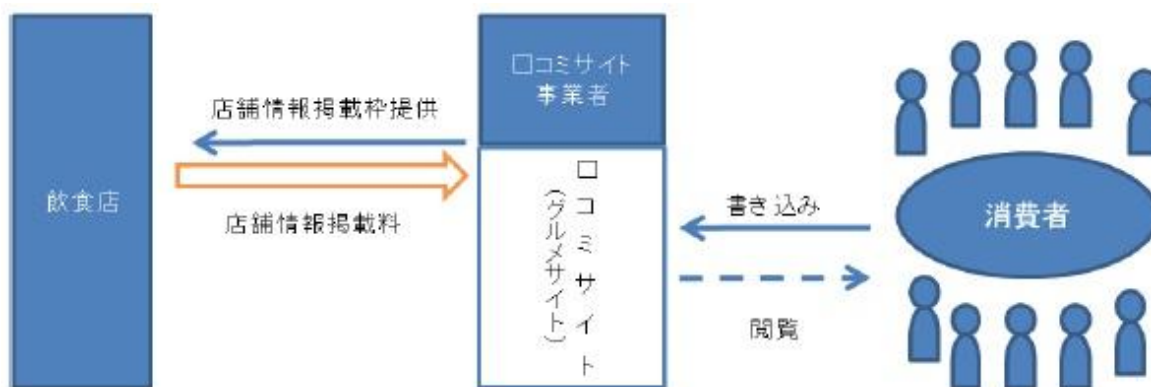 飲食店
店舗情報掲載枠提供
店舗情報掲載料
口コミサイト
事業者
口コミサイト
(グルメサイト)
書き込み
閲覧
消費者